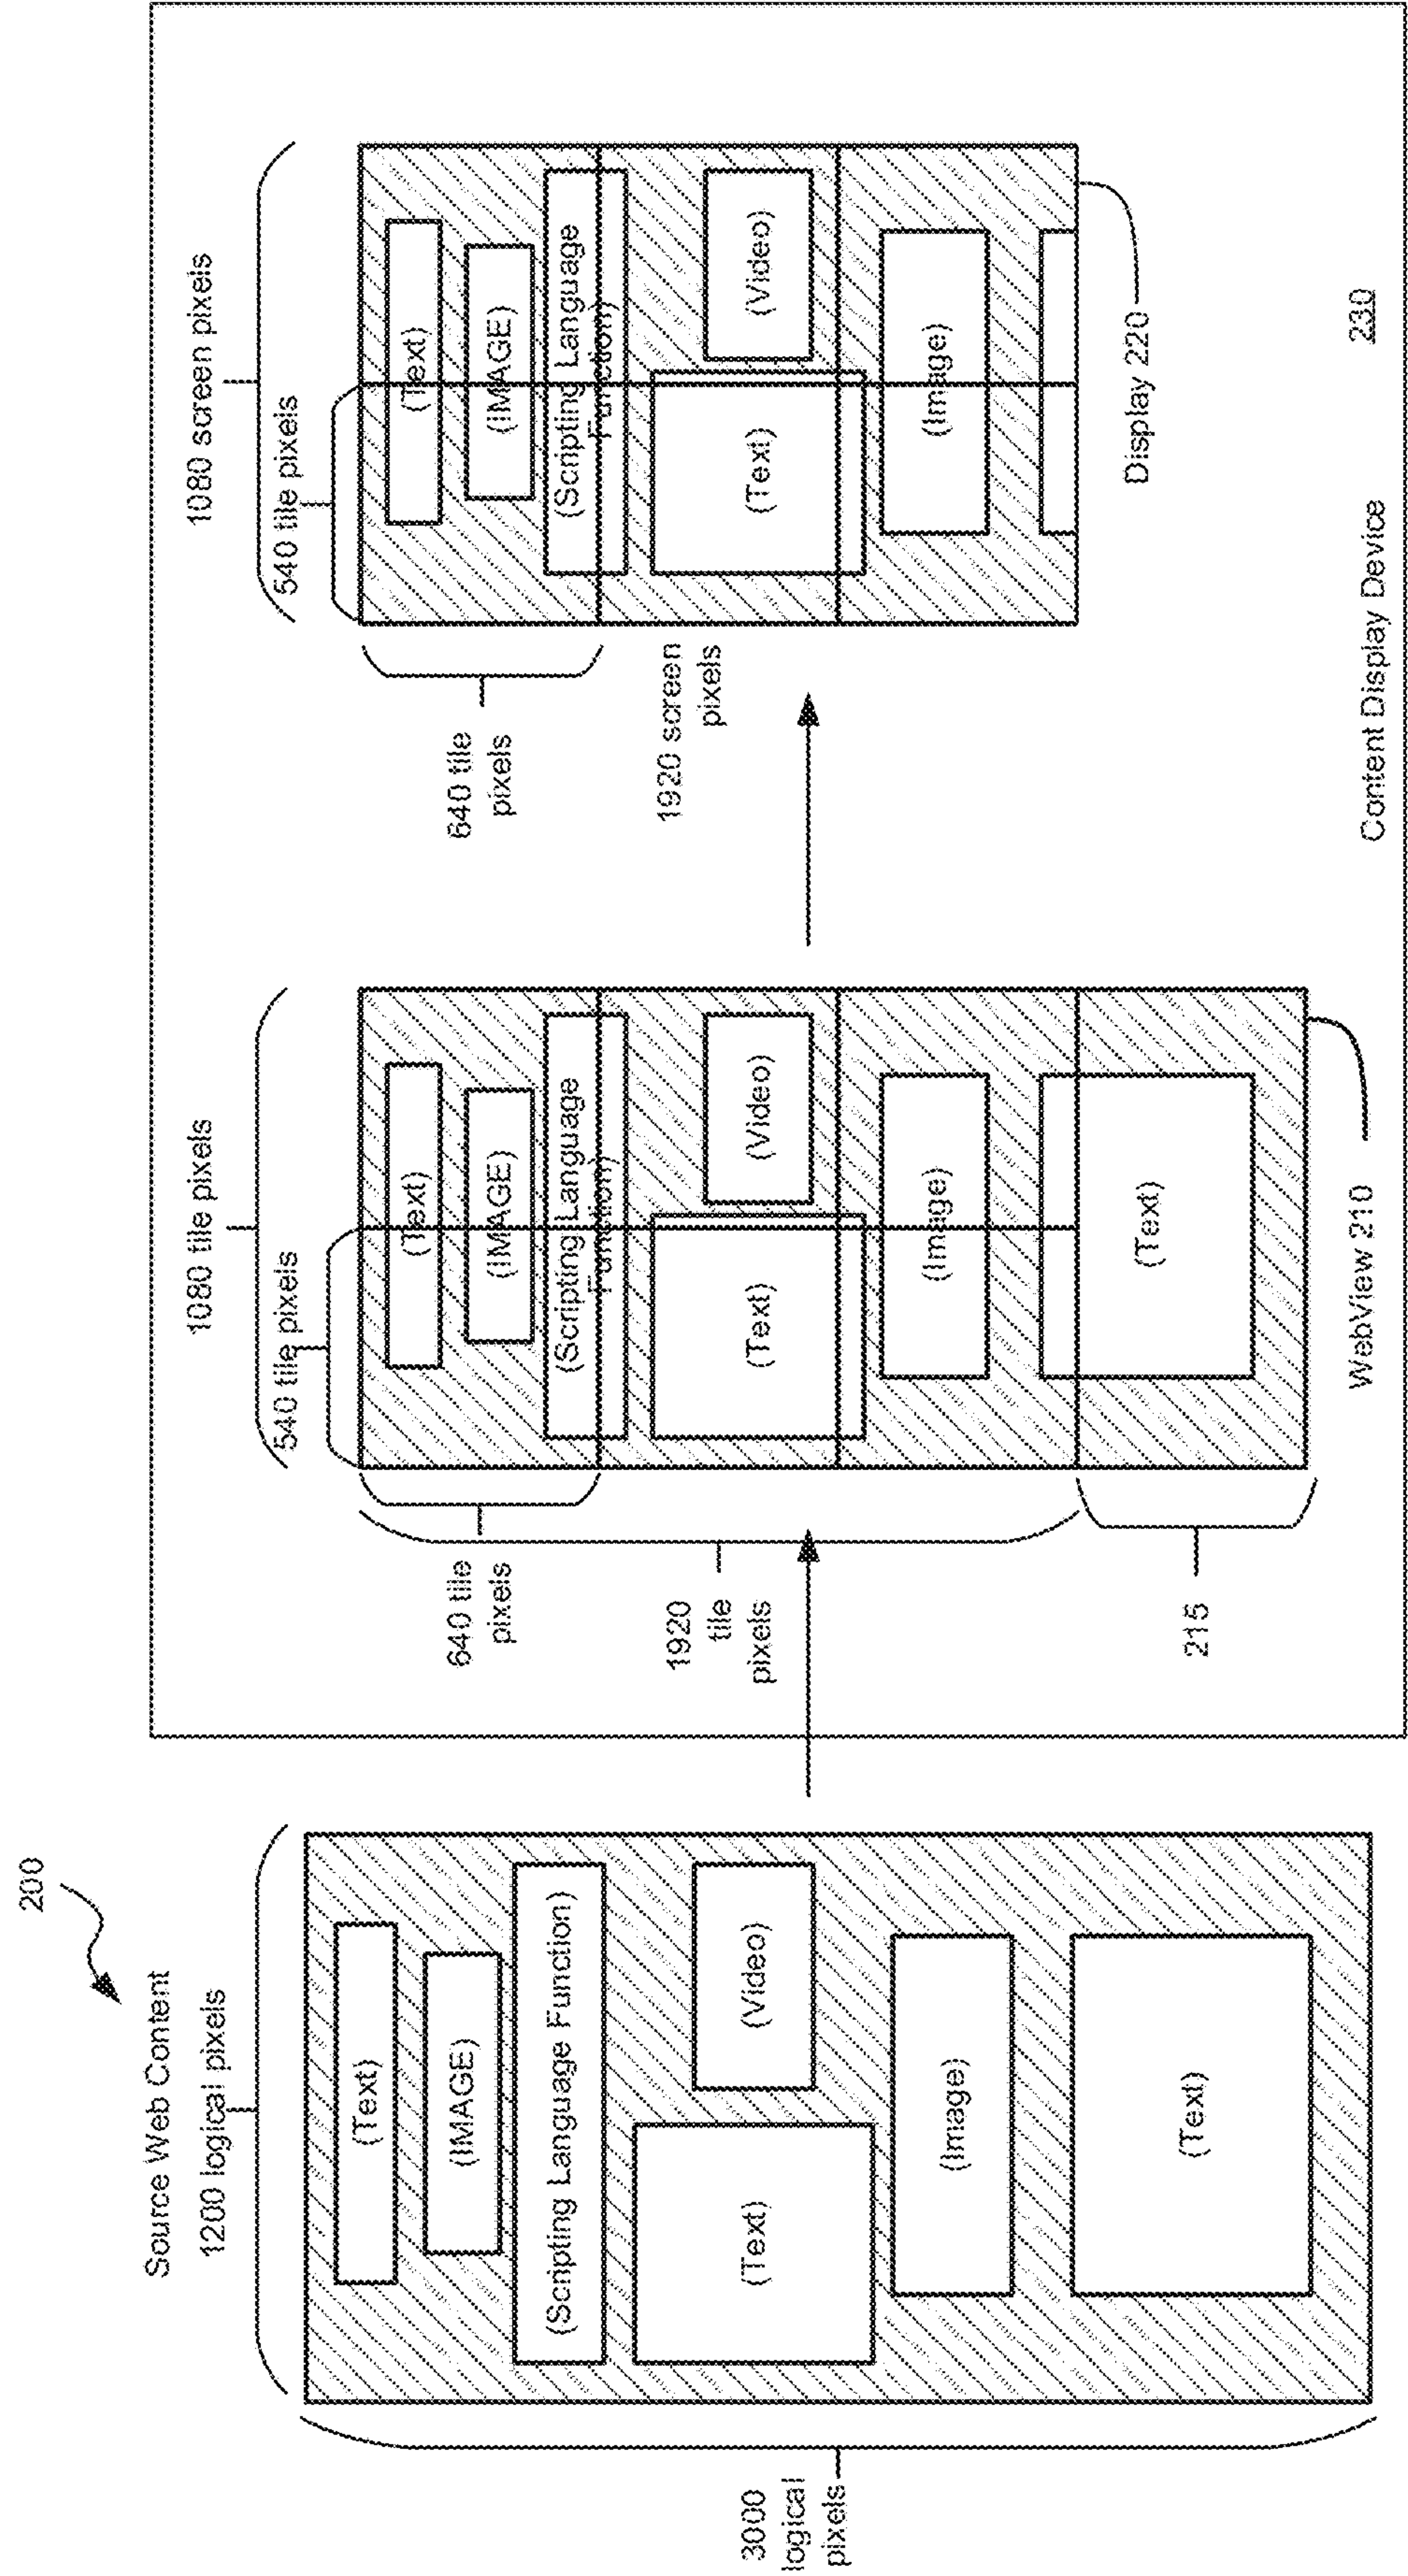 200
Source Web Content
1200 logical pixels
3000
logical
pixels
(Text)
(IMAGE)
(Scripting Language Function)
(Text)
(Video)
(Image)
(Text)
1080 tile pixels
540 tile pixels
640 tile
pixels
1920
tile
pixels
215
(Text)
(IMAGE)
(Scripting Language
Function)
(Text)
(Video)
(Image)
(Text)
WebView 210
1080 screen pixels
540 tile pixels
640 tile
pixels
1920 screen
pixels
(Text)
(IMAGE)
(Scripting Language
Function)
(Text)
(Video)
(Image)
Display 220
Content Display Device
230